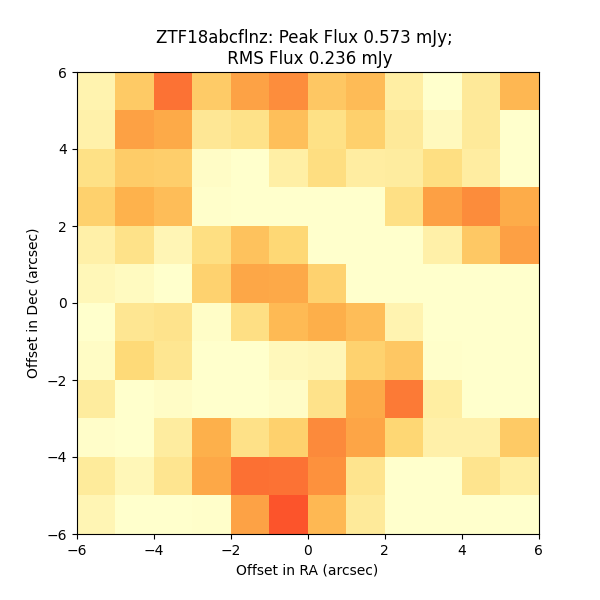 ZTF18abcflnz: Peak Flux 0.573 mJy;
RMS Flux 0.236 mJy
6
4
2
0
−2
−4
−6
Offset in Dec (arcsec)
−6 −4 −2 0 2 4 6
Offset in RA (arcsec)